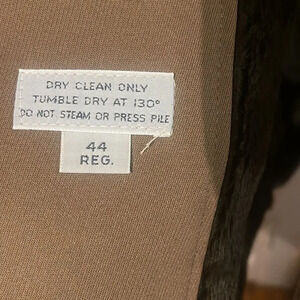 DRY CLEAN ONLY
TUMBLE DRY AT 130°
DO NOT STEAM OR PRESS PILE
44
REG.